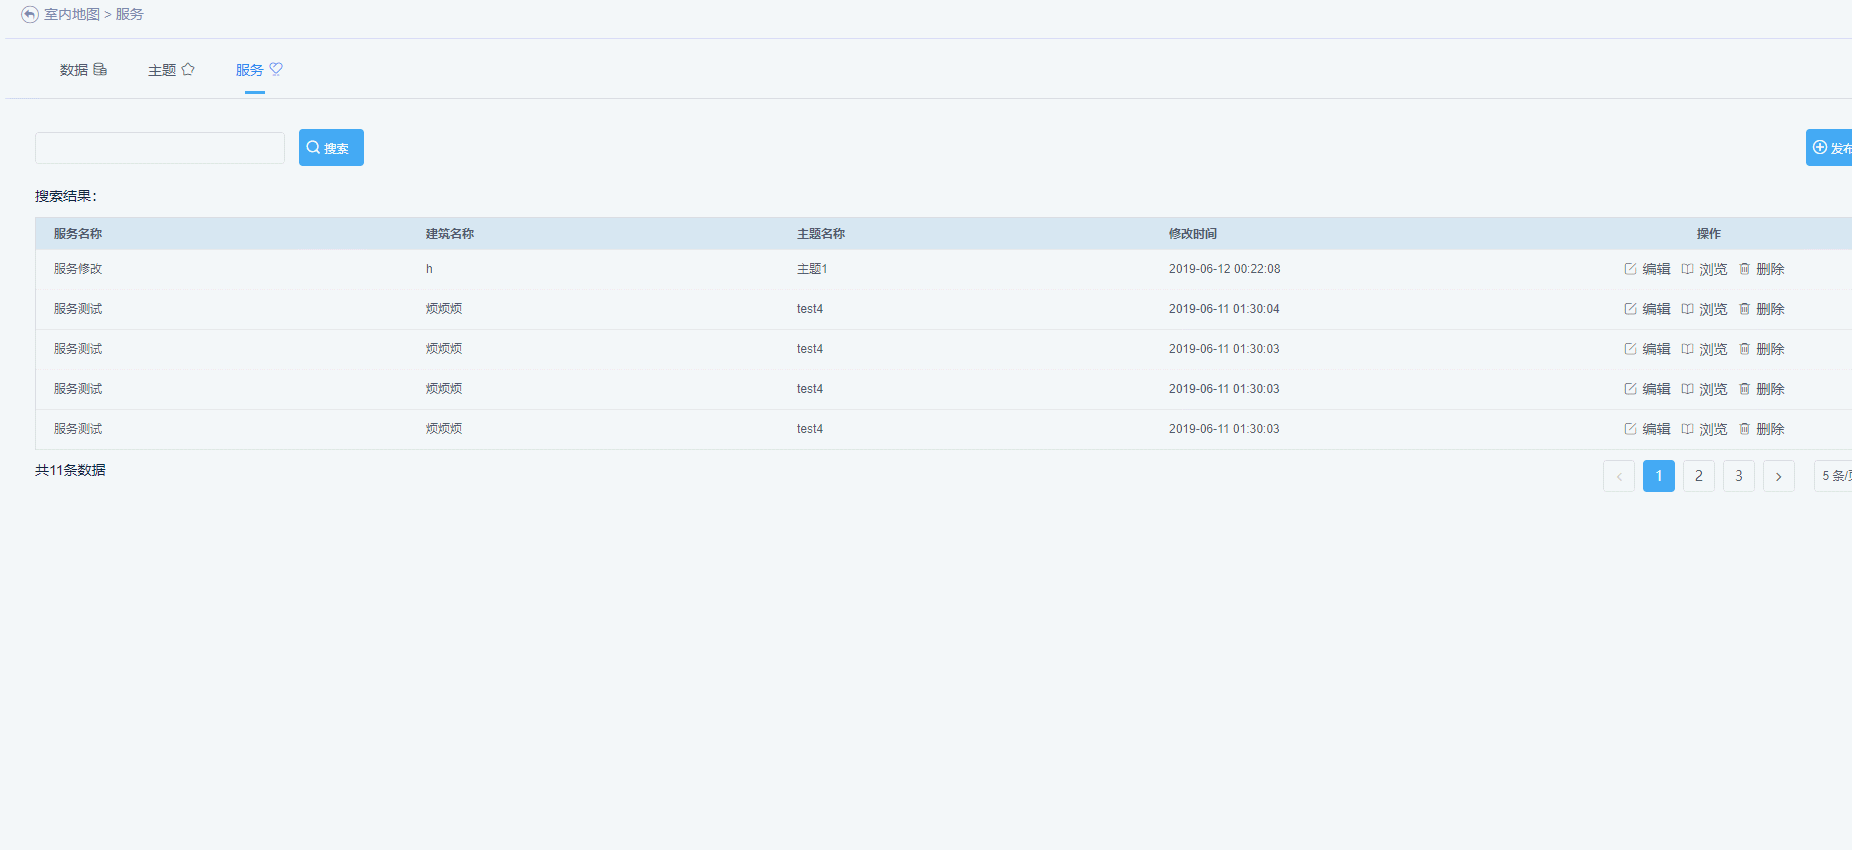 室内地图 > 服务
数据 主题 服务
搜索 发布
搜索结果：
服务名称 建筑名称 主题名称 修改时间 操作
服务修改 h 主题1 2019-06-12 00:22:08 编辑 浏览 删除
服务测试 烦烦烦 test4 2019-06-11 01:30:04 编辑 浏览 删除
服务测试 烦烦烦 test4 2019-06-11 01:30:03 编辑 浏览 删除
服务测试 烦烦烦 test4 2019-06-11 01:30:03 编辑 浏览 删除
服务测试 烦烦烦 test4 2019-06-11 01:30:03 编辑 浏览 删除
共11条数据 < 1 2 3 > 5 条/页